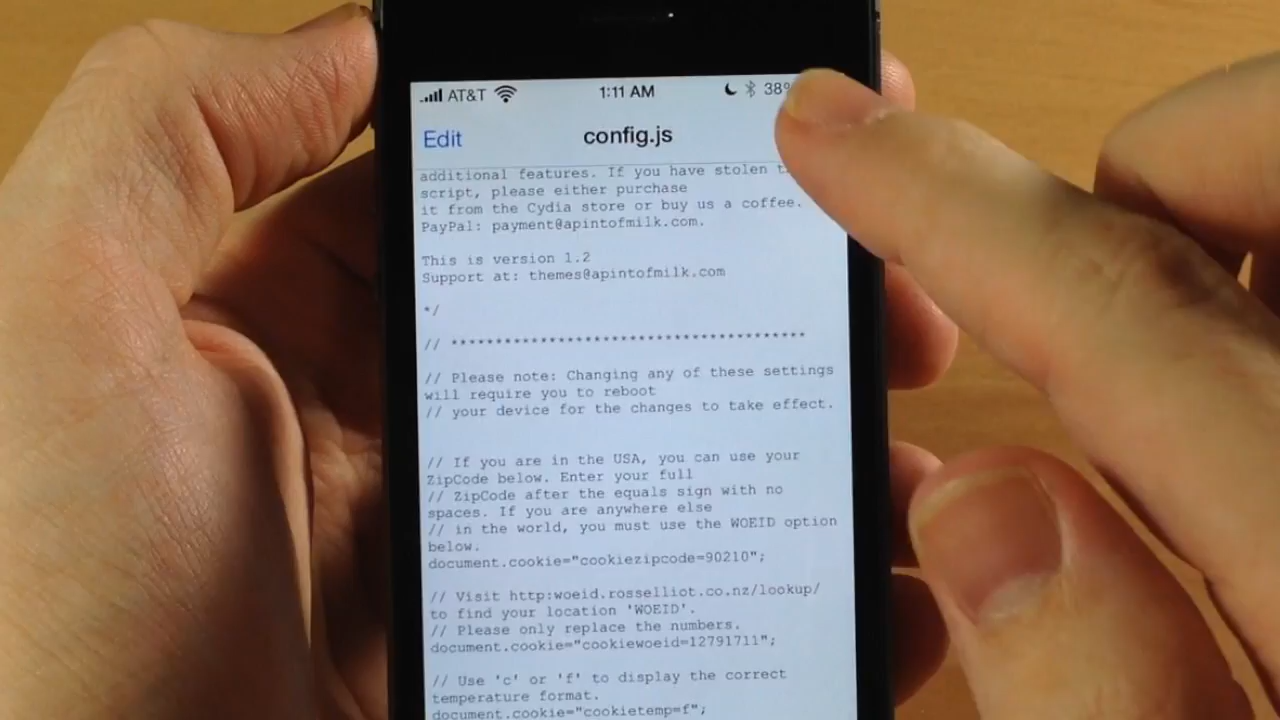 AT&T 1:11 AM 38%
Edit config.js
additional features. If you have stolen
script, please either purchase
it from the Cydia store or buy us a coffee.
PayPal: payment@apintofmilk.com.
This is version 1.2
Support at: themes@apintofmilk.com
*/
// ****************************************
// Please note: Changing any of these settings
will require you to reboot
// your device for the changes to take effect.
// If you are in the USA, you can use your
ZipCode below. Enter your full
// ZipCode after the equals sign with no
spaces. If you are anywhere else
// in the world, you must use the WOEID option
below.
document.cookie="cookiezipcode=90210";
// Visit http:woeid.rosselliot.co.nz/lookup/
to find your location 'WOEID'.
// Please only replace the numbers.
document.cookie="cookiewoeid=12791711";
// Use 'c' or 'f' to display the correct
temperature format.
document.cookie="cookietemp=f";